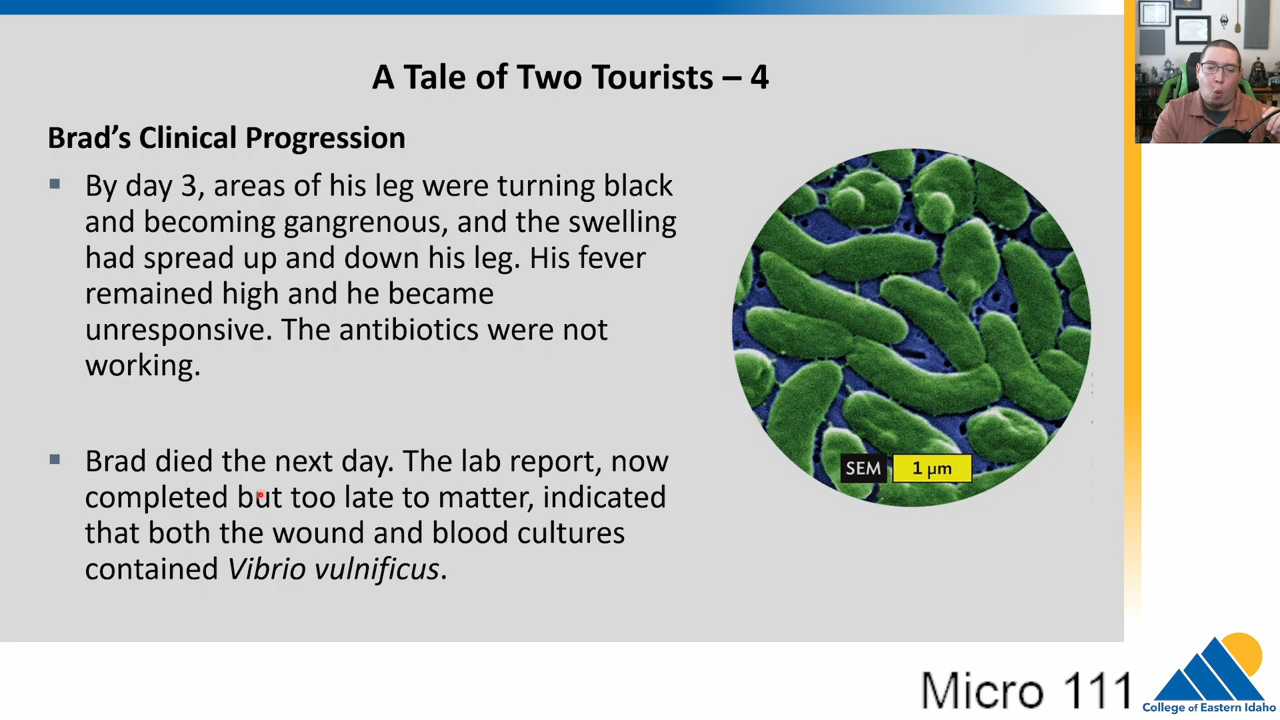 A Tale of Two Tourists – 4
Brad's Clinical Progression
▪ By day 3, areas of his leg were turning black
and becoming gangrenous, and the swelling
had spread up and down his leg. His fever
remained high and he became
unresponsive. The antibiotics were not
working.
▪ Brad died the next day. The lab report, now
completed but too late to matter, indicated
that both the wound and blood cultures
contained Vibrio vulnificus.
SEM 1 µm
Micro 111
College of Eastern Idaho